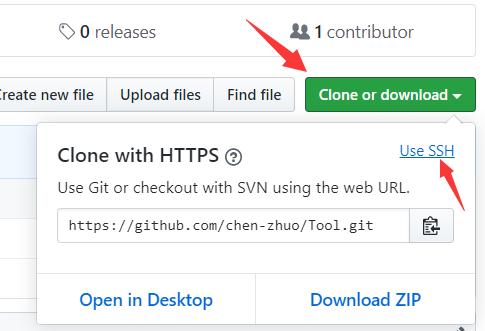 0 releases
1 contributor
Create new file
Upload files
Find file
Clone or download
Clone with HTTPS ?
Use SSH
Use Git or checkout with SVN using the web URL.
https://github.com/chen-zhuo/Tool.git
Open in Desktop
Download ZIP